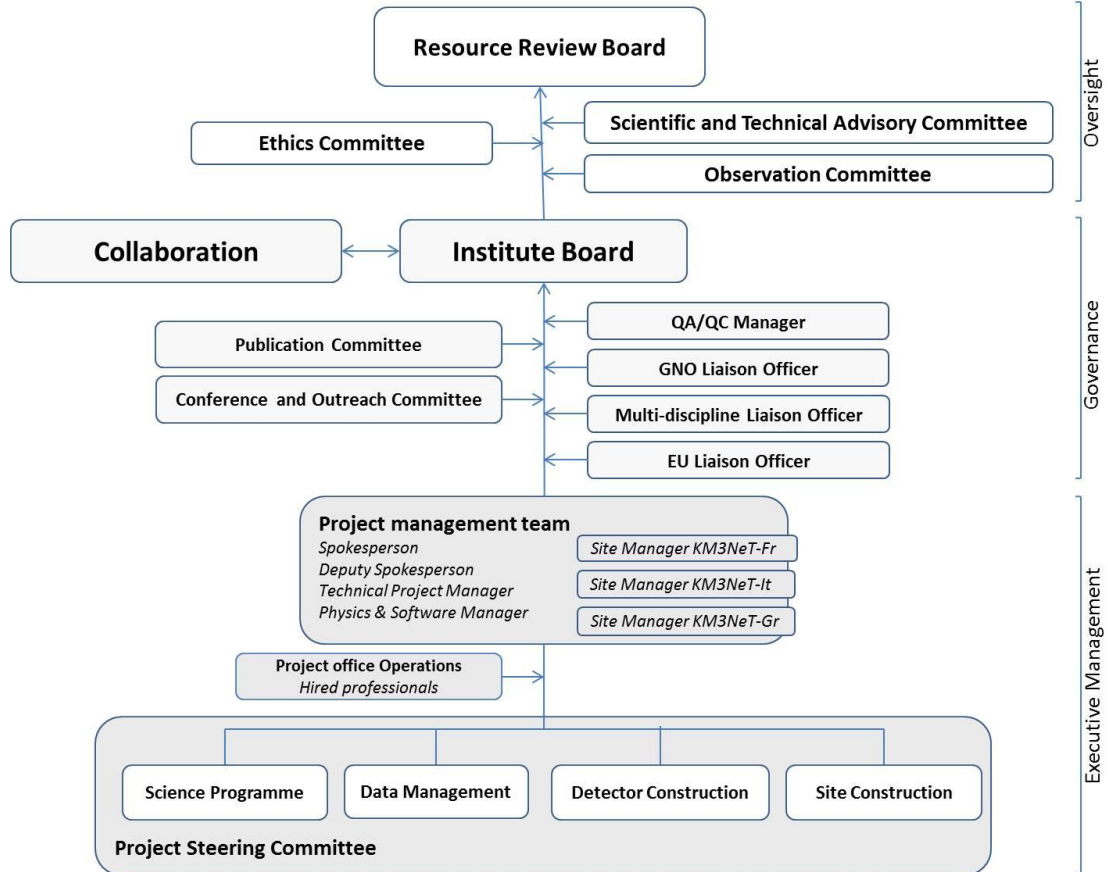 Resource Review Board
Scientific and Technical Advisory Committee
Ethics Committee
Observation Committee
Oversight
Collaboration
Institute Board
QA/QC Manager
Publication Committee
GNO Liaison Officer
Conference and Outreach Committee
Multi-discipline Liaison Officer
EU Liaison Officer
Governance
Project management team
Spokesperson
Deputy Spokesperson
Technical Project Manager
Physics & Software Manager
Site Manager KM3NeT-Fr
Site Manager KM3NeT-It
Site Manager KM3NeT-Gr
Project office Operations
Hired professionals
Science Programme
Data Management
Detector Construction
Site Construction
Project Steering Committee
Executive Management